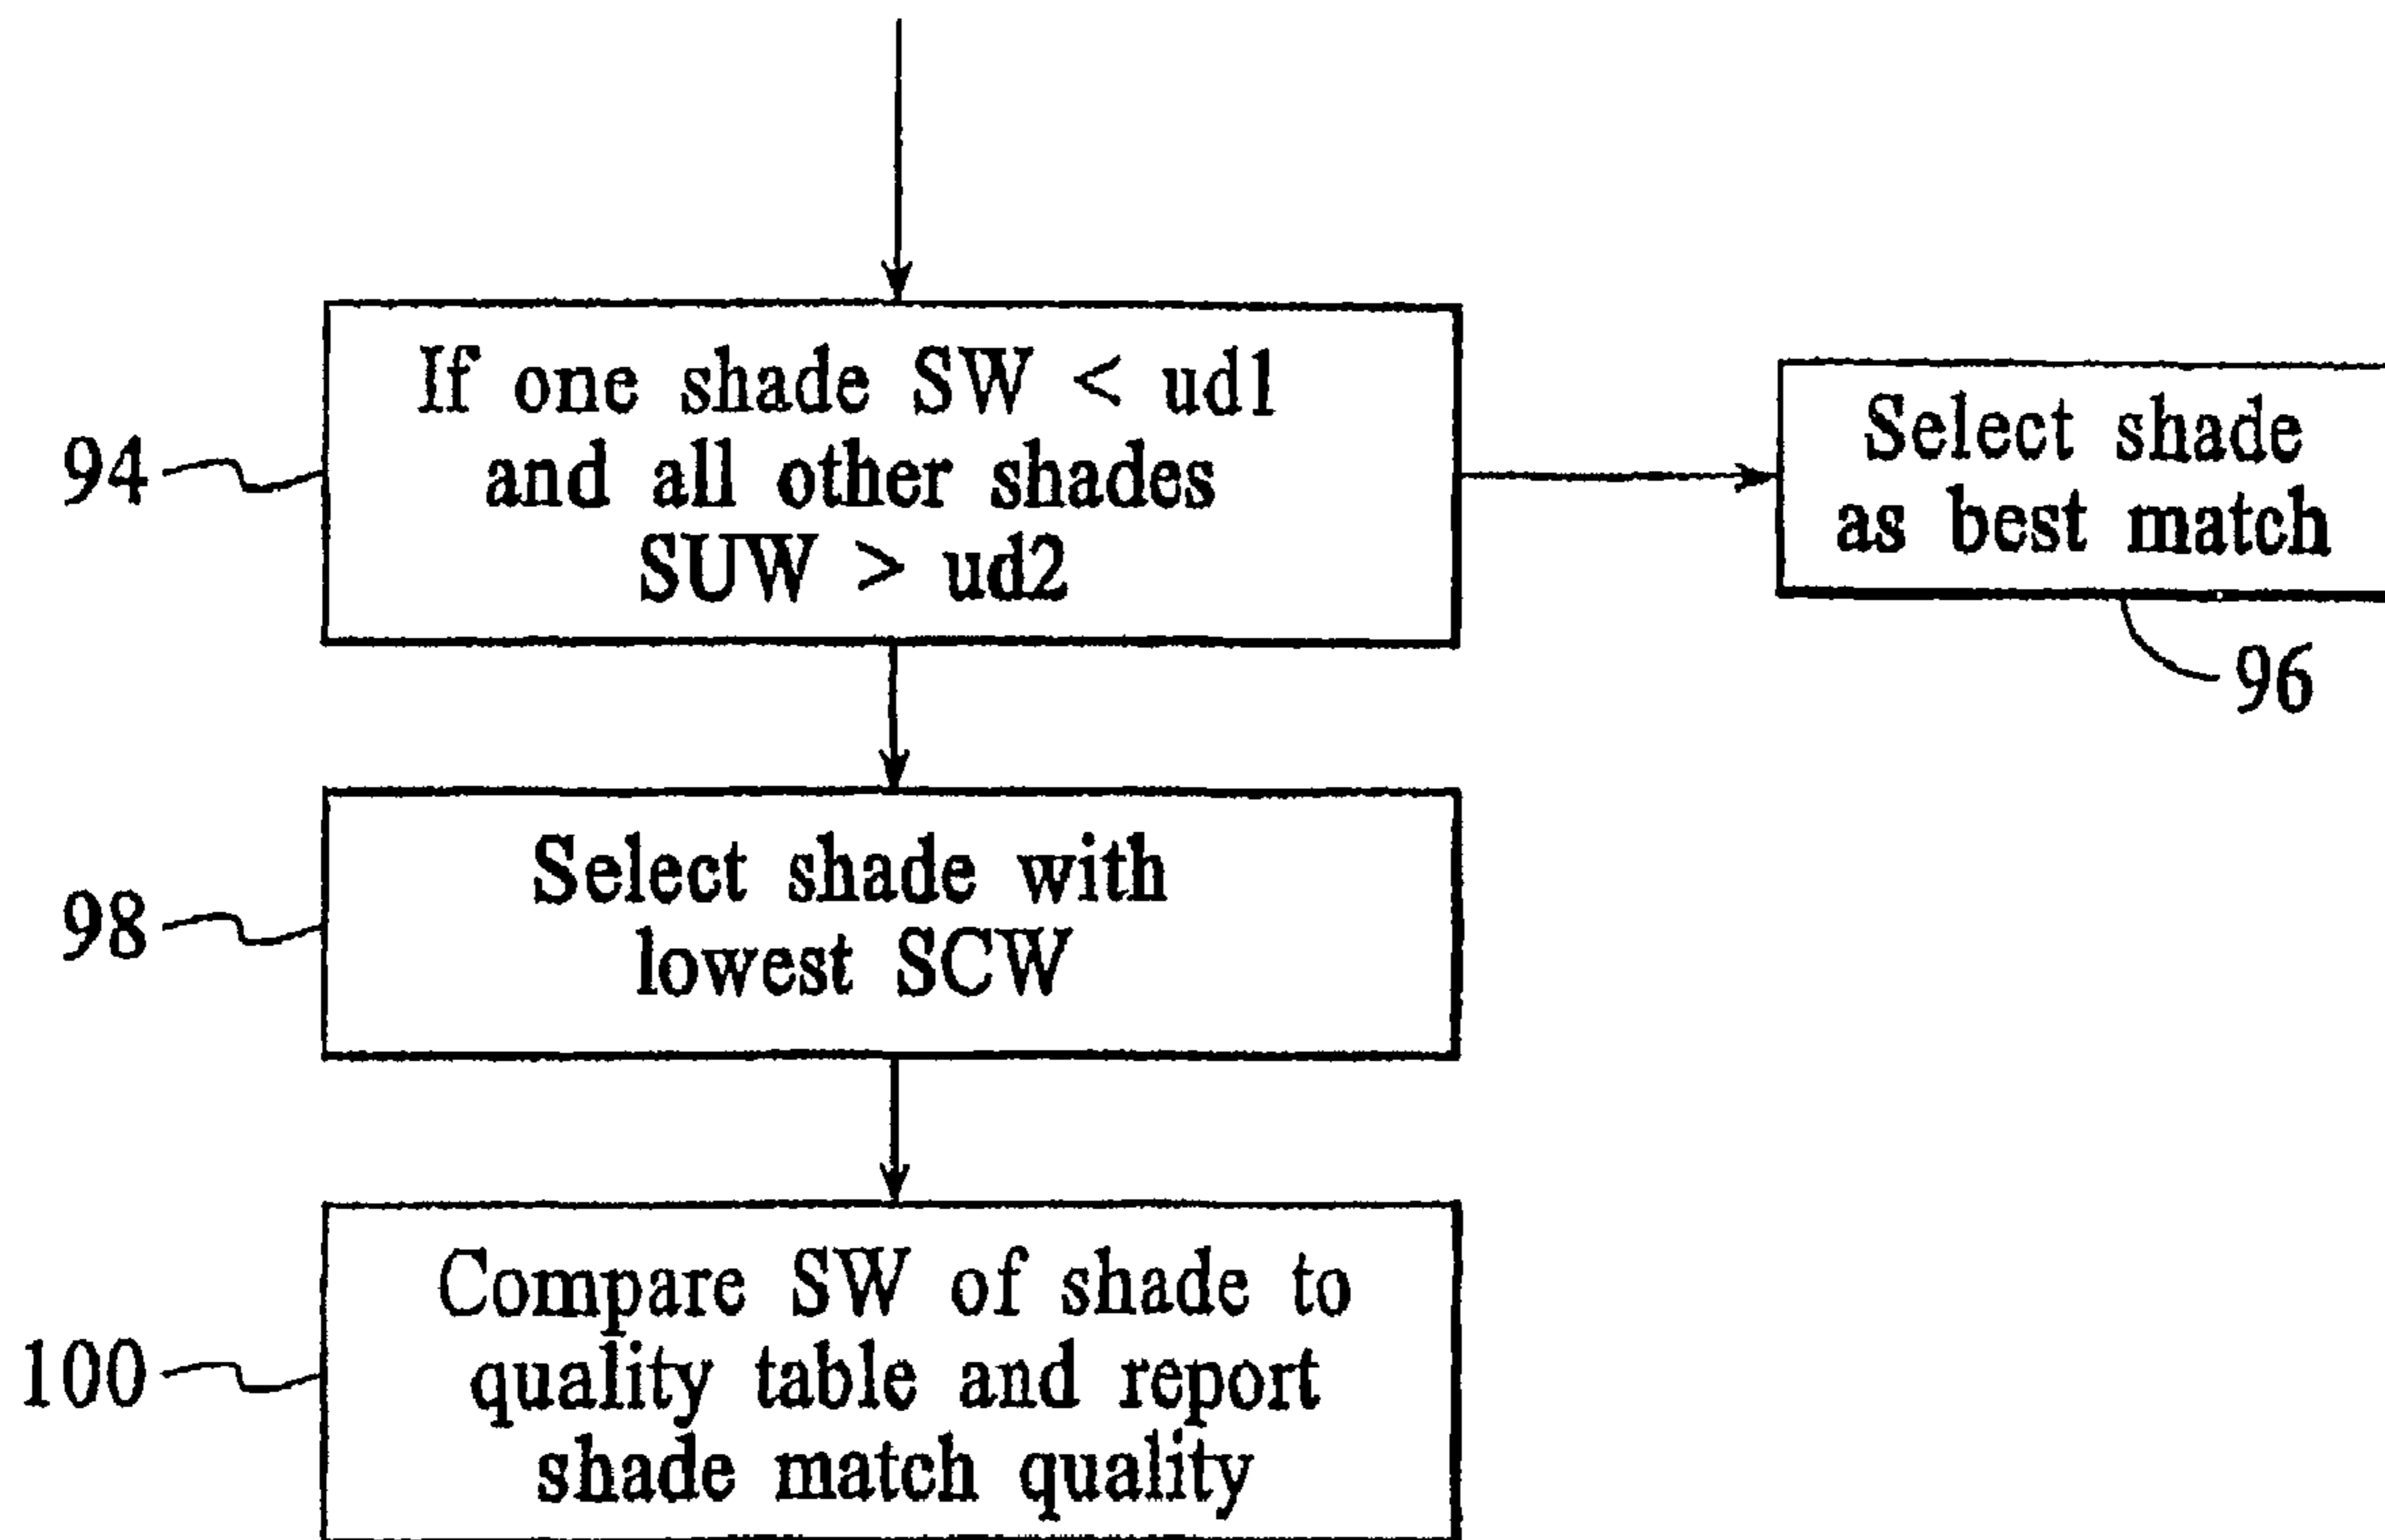 94
If one shade SW < ud1
and all other shades
SUW > ud2
Select shade
as best match
96
98
Select shade with
lowest SCW
100
Compare SW of shade to
quality table and report
shade match quality